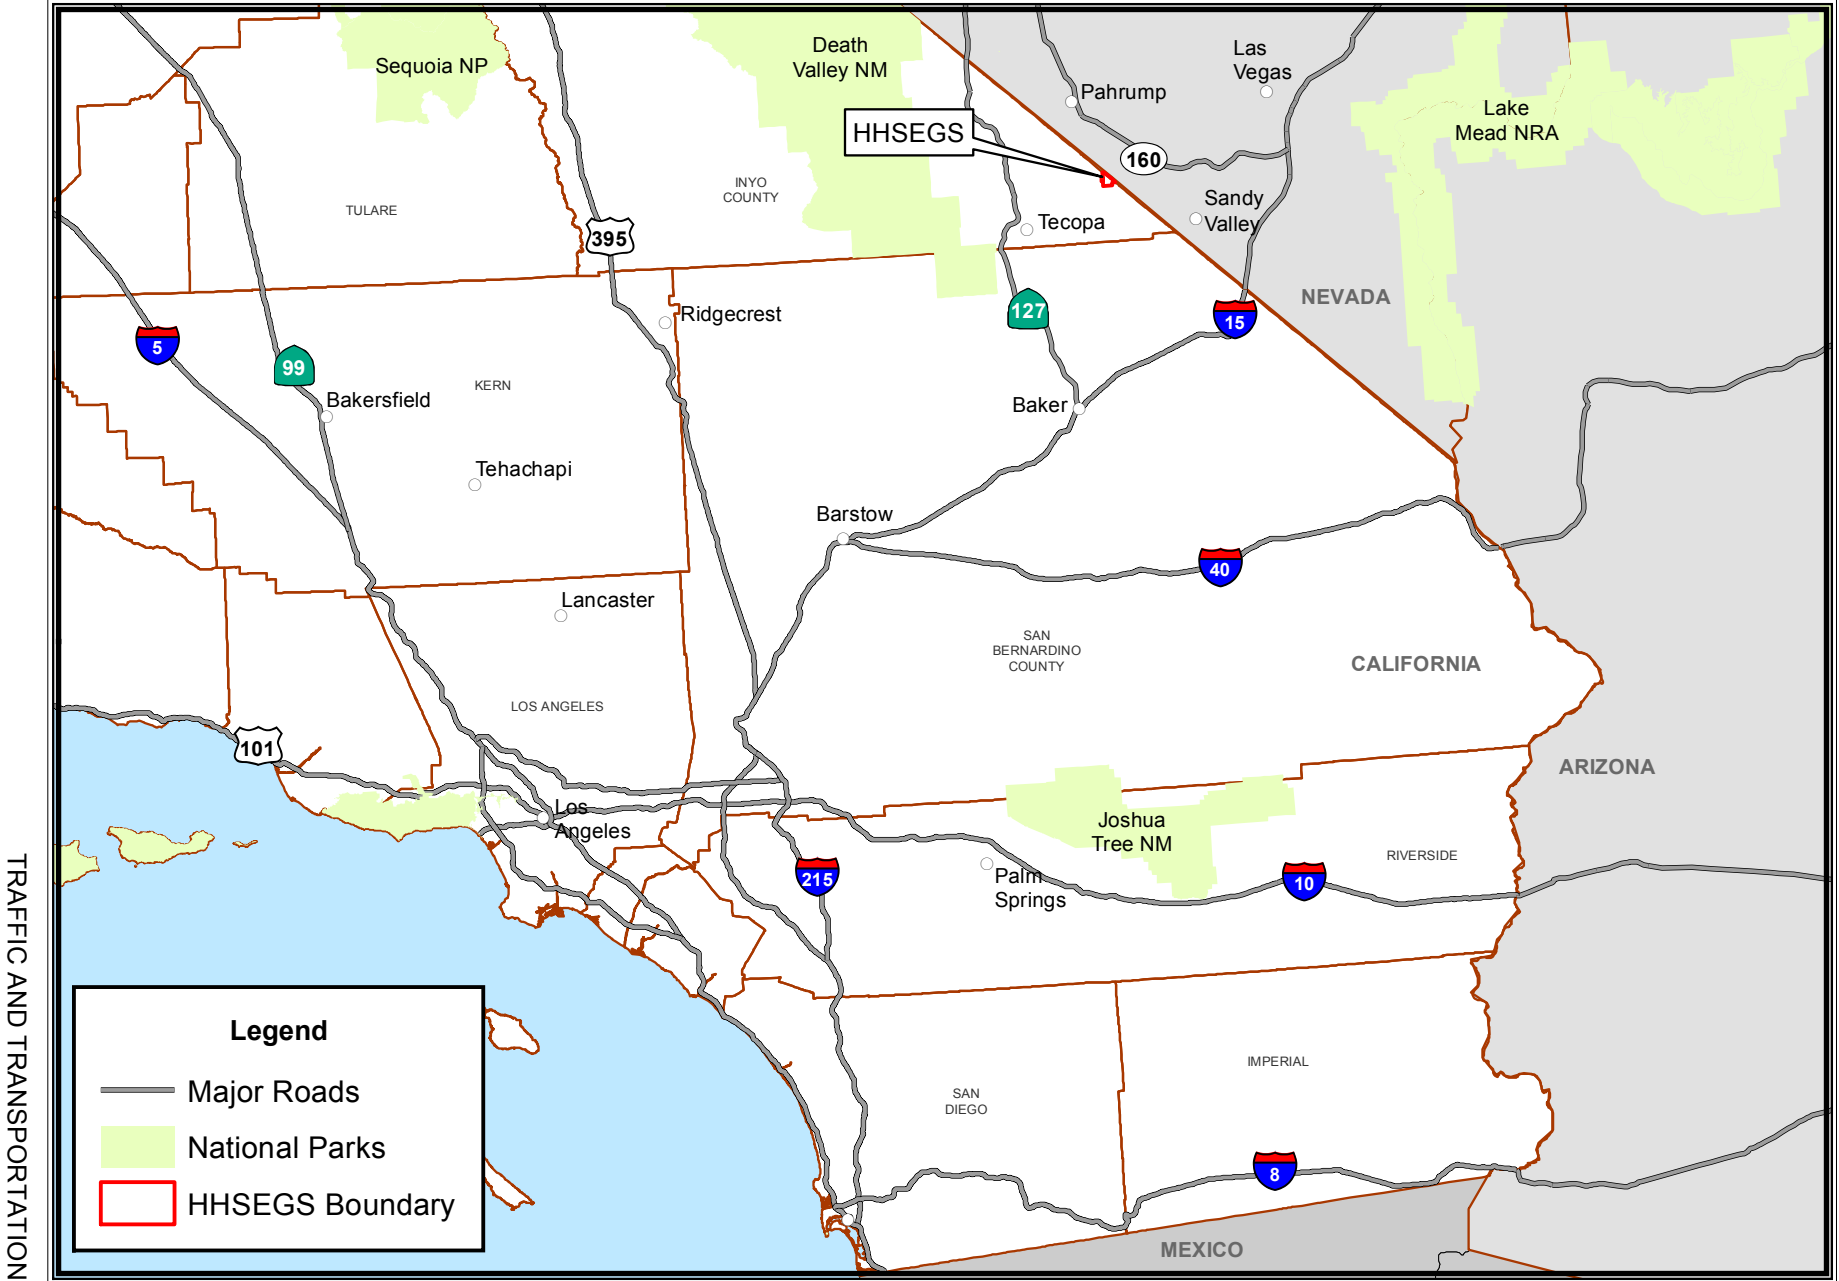 Sequoia NP
Death
Valley NM
Las
Vegas
Pahrump
Lake
Mead NRA
HHSEGS
160
INYO
COUNTY
TULARE
Sandy
Valley
Tecopa
395
NEVADA
127
15
Ridgecrest
5
99
KERN
Bakersfield
Baker
Tehachapi
Barstow
40
Lancaster
SAN
BERNARDINO
COUNTY
CALIFORNIA
LOS ANGELES
101
ARIZONA
Los
Angeles
Joshua
Tree NM
RIVERSIDE
215
Palm
Springs
10
Legend
Major Roads
National Parks
HHSEGS Boundary
IMPERIAL
SAN
DIEGO
8
MEXICO
TRAFFIC AND TRANSPORTATION